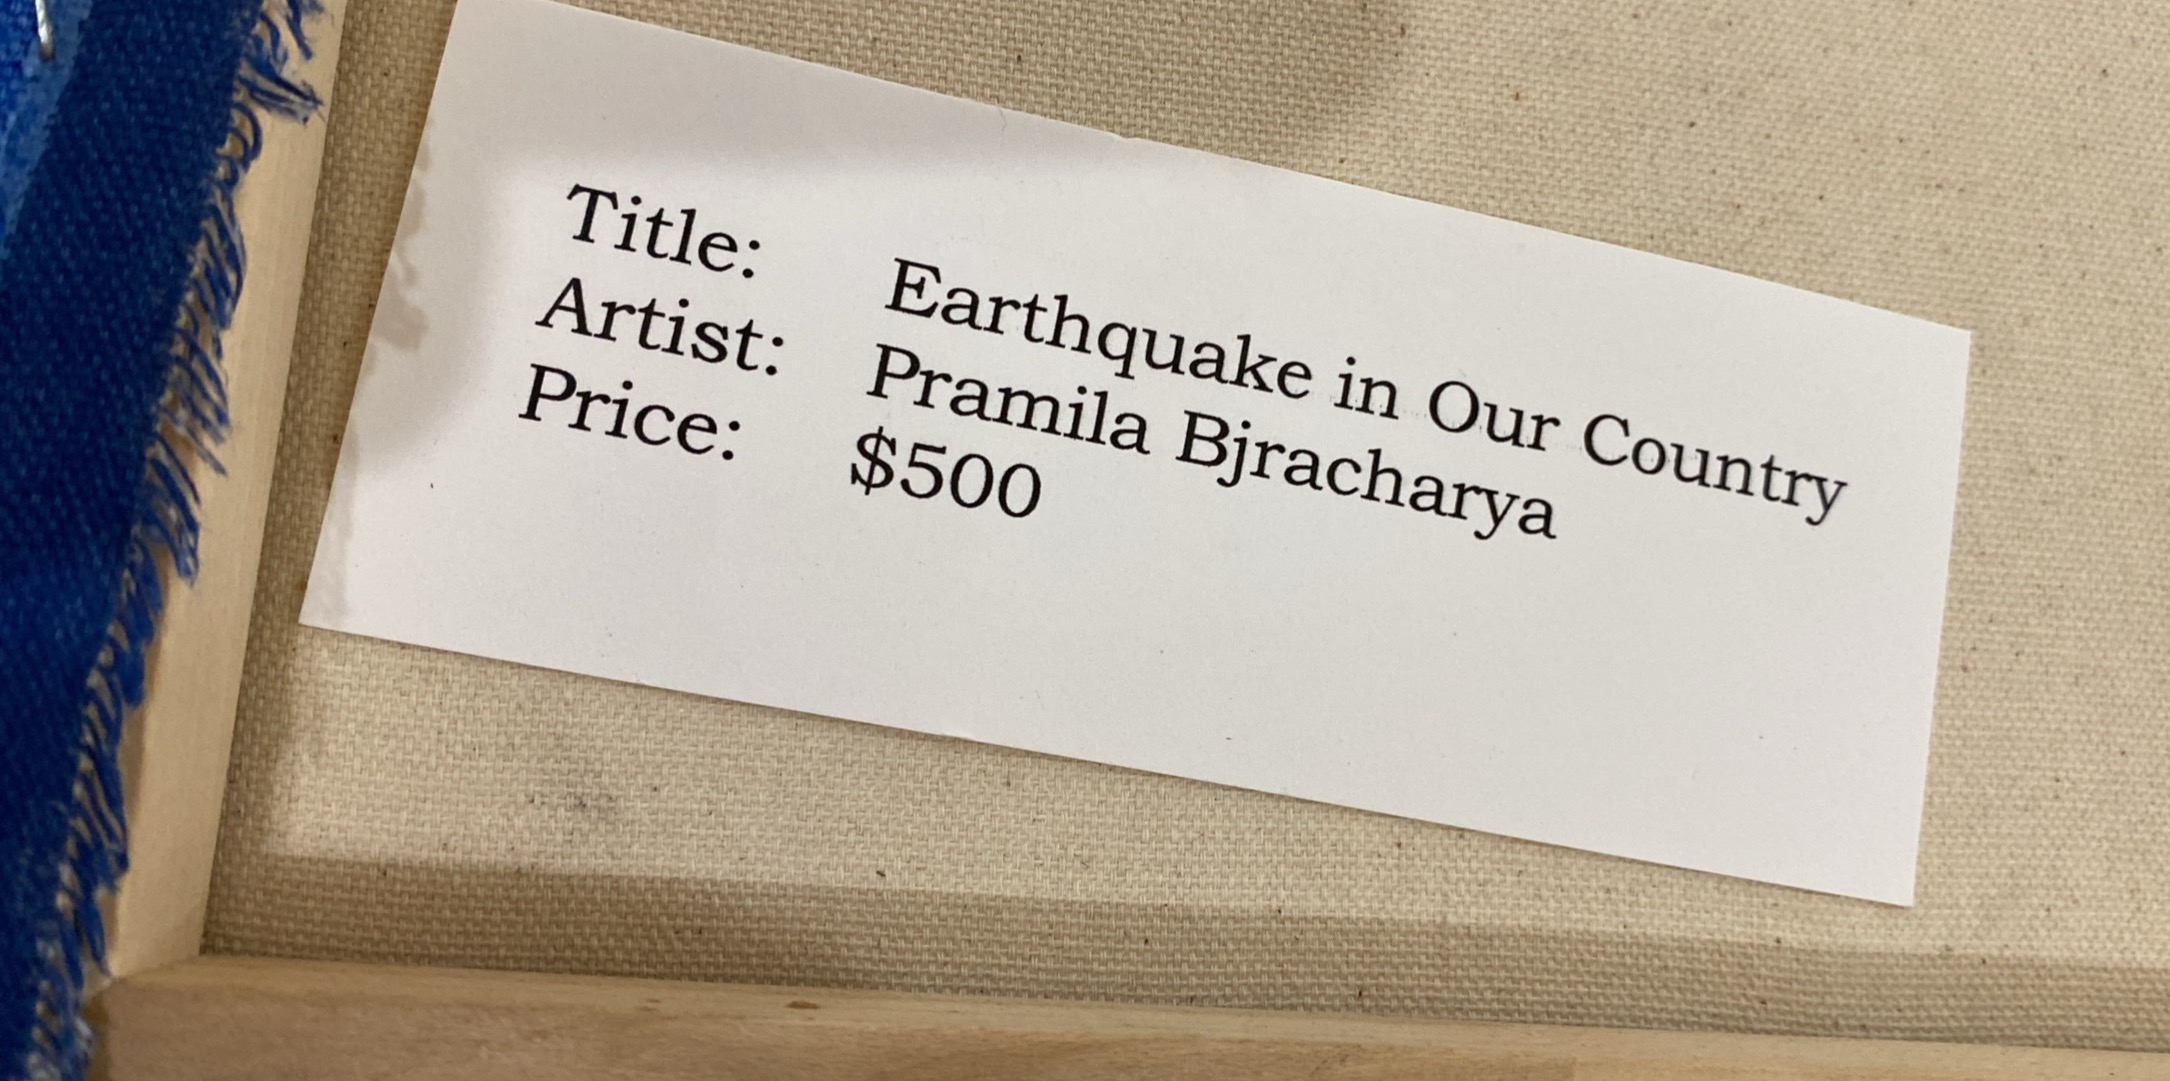 Title: Earthquake in Our Country
Artist: Pramila Bjracharya
Price: $500